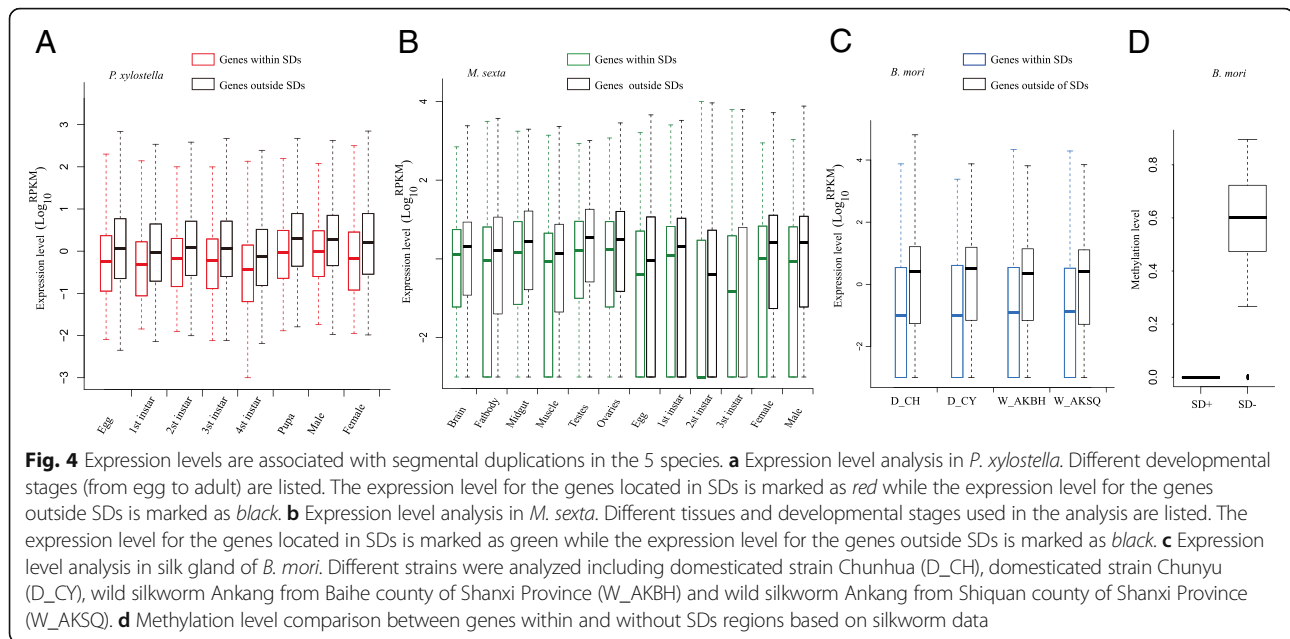 A
Genes within SDs
P. xylostella
Genes outside SDs
Expression level (Log10 RPKM)
3
2
1
0
-1
-2
-3
Egg
1st instar
2st instar
3st instar
4st instar
Pupa
Male
Female
B
Genes within SDs
M. sexta
Genes outside SDs
Expression level (Log10 RPKM)
4
2
-2
Brain
Fatbody
Midgut
Muscle
Testes
Ovaries
Egg
1st instar
2st instar
3st instar
Female
Male
C
B. mori
Genes within SDs
Genes outside of SDs
Expression level (Log10 RPKM)
4
2
0
-2
D_CH
D_CY
W_AKBH
W_AKSQ
D
B. mori
Methylation level
0.8
0.6
0.4
0.2
0.0
SD+
SD-
Fig. 4 Expression levels are associated with segmental duplications in the 5 species. a Expression level analysis in P. xylostella. Different developmental
stages (from egg to adult) are listed. The expression level for the genes located in SDs is marked as red while the expression level for the genes
outside SDs is marked as black. b Expression level analysis in M. sexta. Different tissues and developmental stages used in the analysis are listed. The
expression level for the genes located in SDs is marked as green while the expression level for the genes outside SDs is marked as black. c Expression
level analysis in silk gland of B. mori. Different strains were analyzed including domesticated strain Chunhua (D_CH), domesticated strain Chunyu
(D_CY), wild silkworm Ankang from Baihe county of Shanxi Province (W_AKBH) and wild silkworm Ankang from Shiquan county of Shanxi Province
(W_AKSQ). d Methylation level comparison between genes within and without SDs regions based on silkworm data